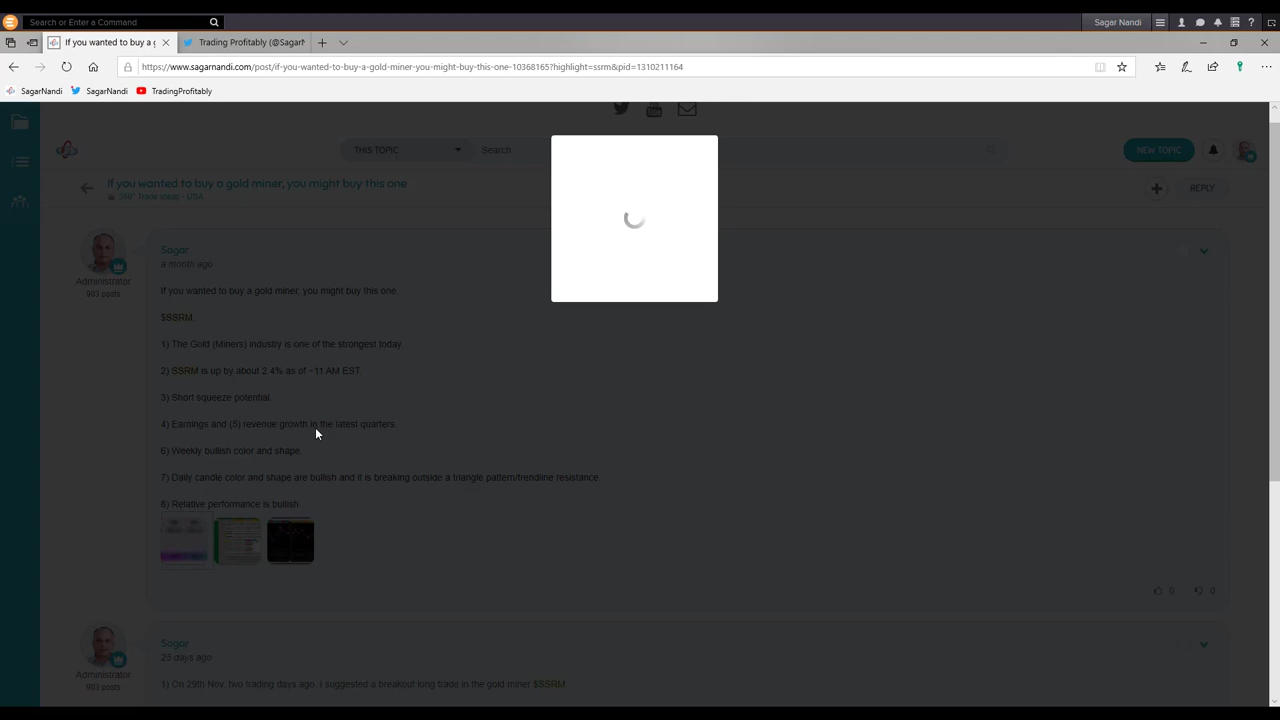 Search or Enter a Command
Sagar Nandi
If you wanted to buy a g
Trading Profitably (@SagarN
https://www.sagarnandi.com/post/if-you-wanted-to-buy-a-gold-miner-you-might-buy-this-one-10368165?highlight=ssrm&pid=1310211164
SagarNandi
SagarNandi
TradingProfitably
THIS TOPIC
Search
NEW TOPIC
If you wanted to buy a gold miner, you might buy this one
360° Trade Ideas - USA
REPLY
Sagar
a month ago
Administrator
903 posts
If you wanted to buy a gold miner, you might buy this one.
$SSRM.
1) The Gold (Miners) industry is one of the strongest today.
2) SSRM is up by about 2.4% as of ~11 AM EST.
3) Short squeeze potential.
4) Earnings and (5) revenue growth in the latest quarters.
6) Weekly bullish color and shape.
7) Daily candle color and shape are bullish and it is breaking outside a triangle pattern/trendline resistance.
8) Relative performance is bullish
0
0
Sagar
25 days ago
Administrator
903 posts
1) On 29th Nov, two trading days ago, I suggested a breakout long trade in the gold miner $SSRM